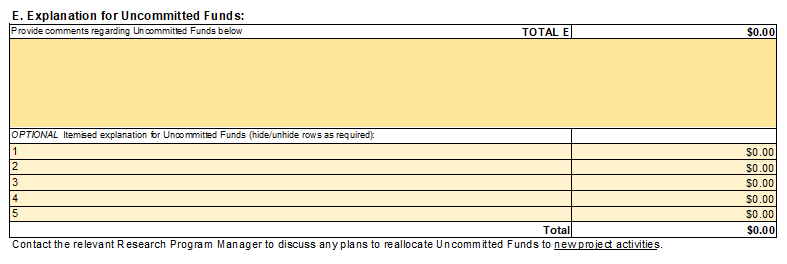 E. Explanation for Uncommitted Funds:
Provide comments regarding Uncommitted Funds below TOTAL E $0.00
OPTIONAL Itemised explanation for Uncommitted Funds (hide/unhide rows as required):
1 $0.00
2 $0.00
3 $0.00
4 $0.00
5 $0.00
Total $0.00
Contact the relevant Research Program Manager to discuss any plans to reallocate Uncommitted Funds to new project activities.